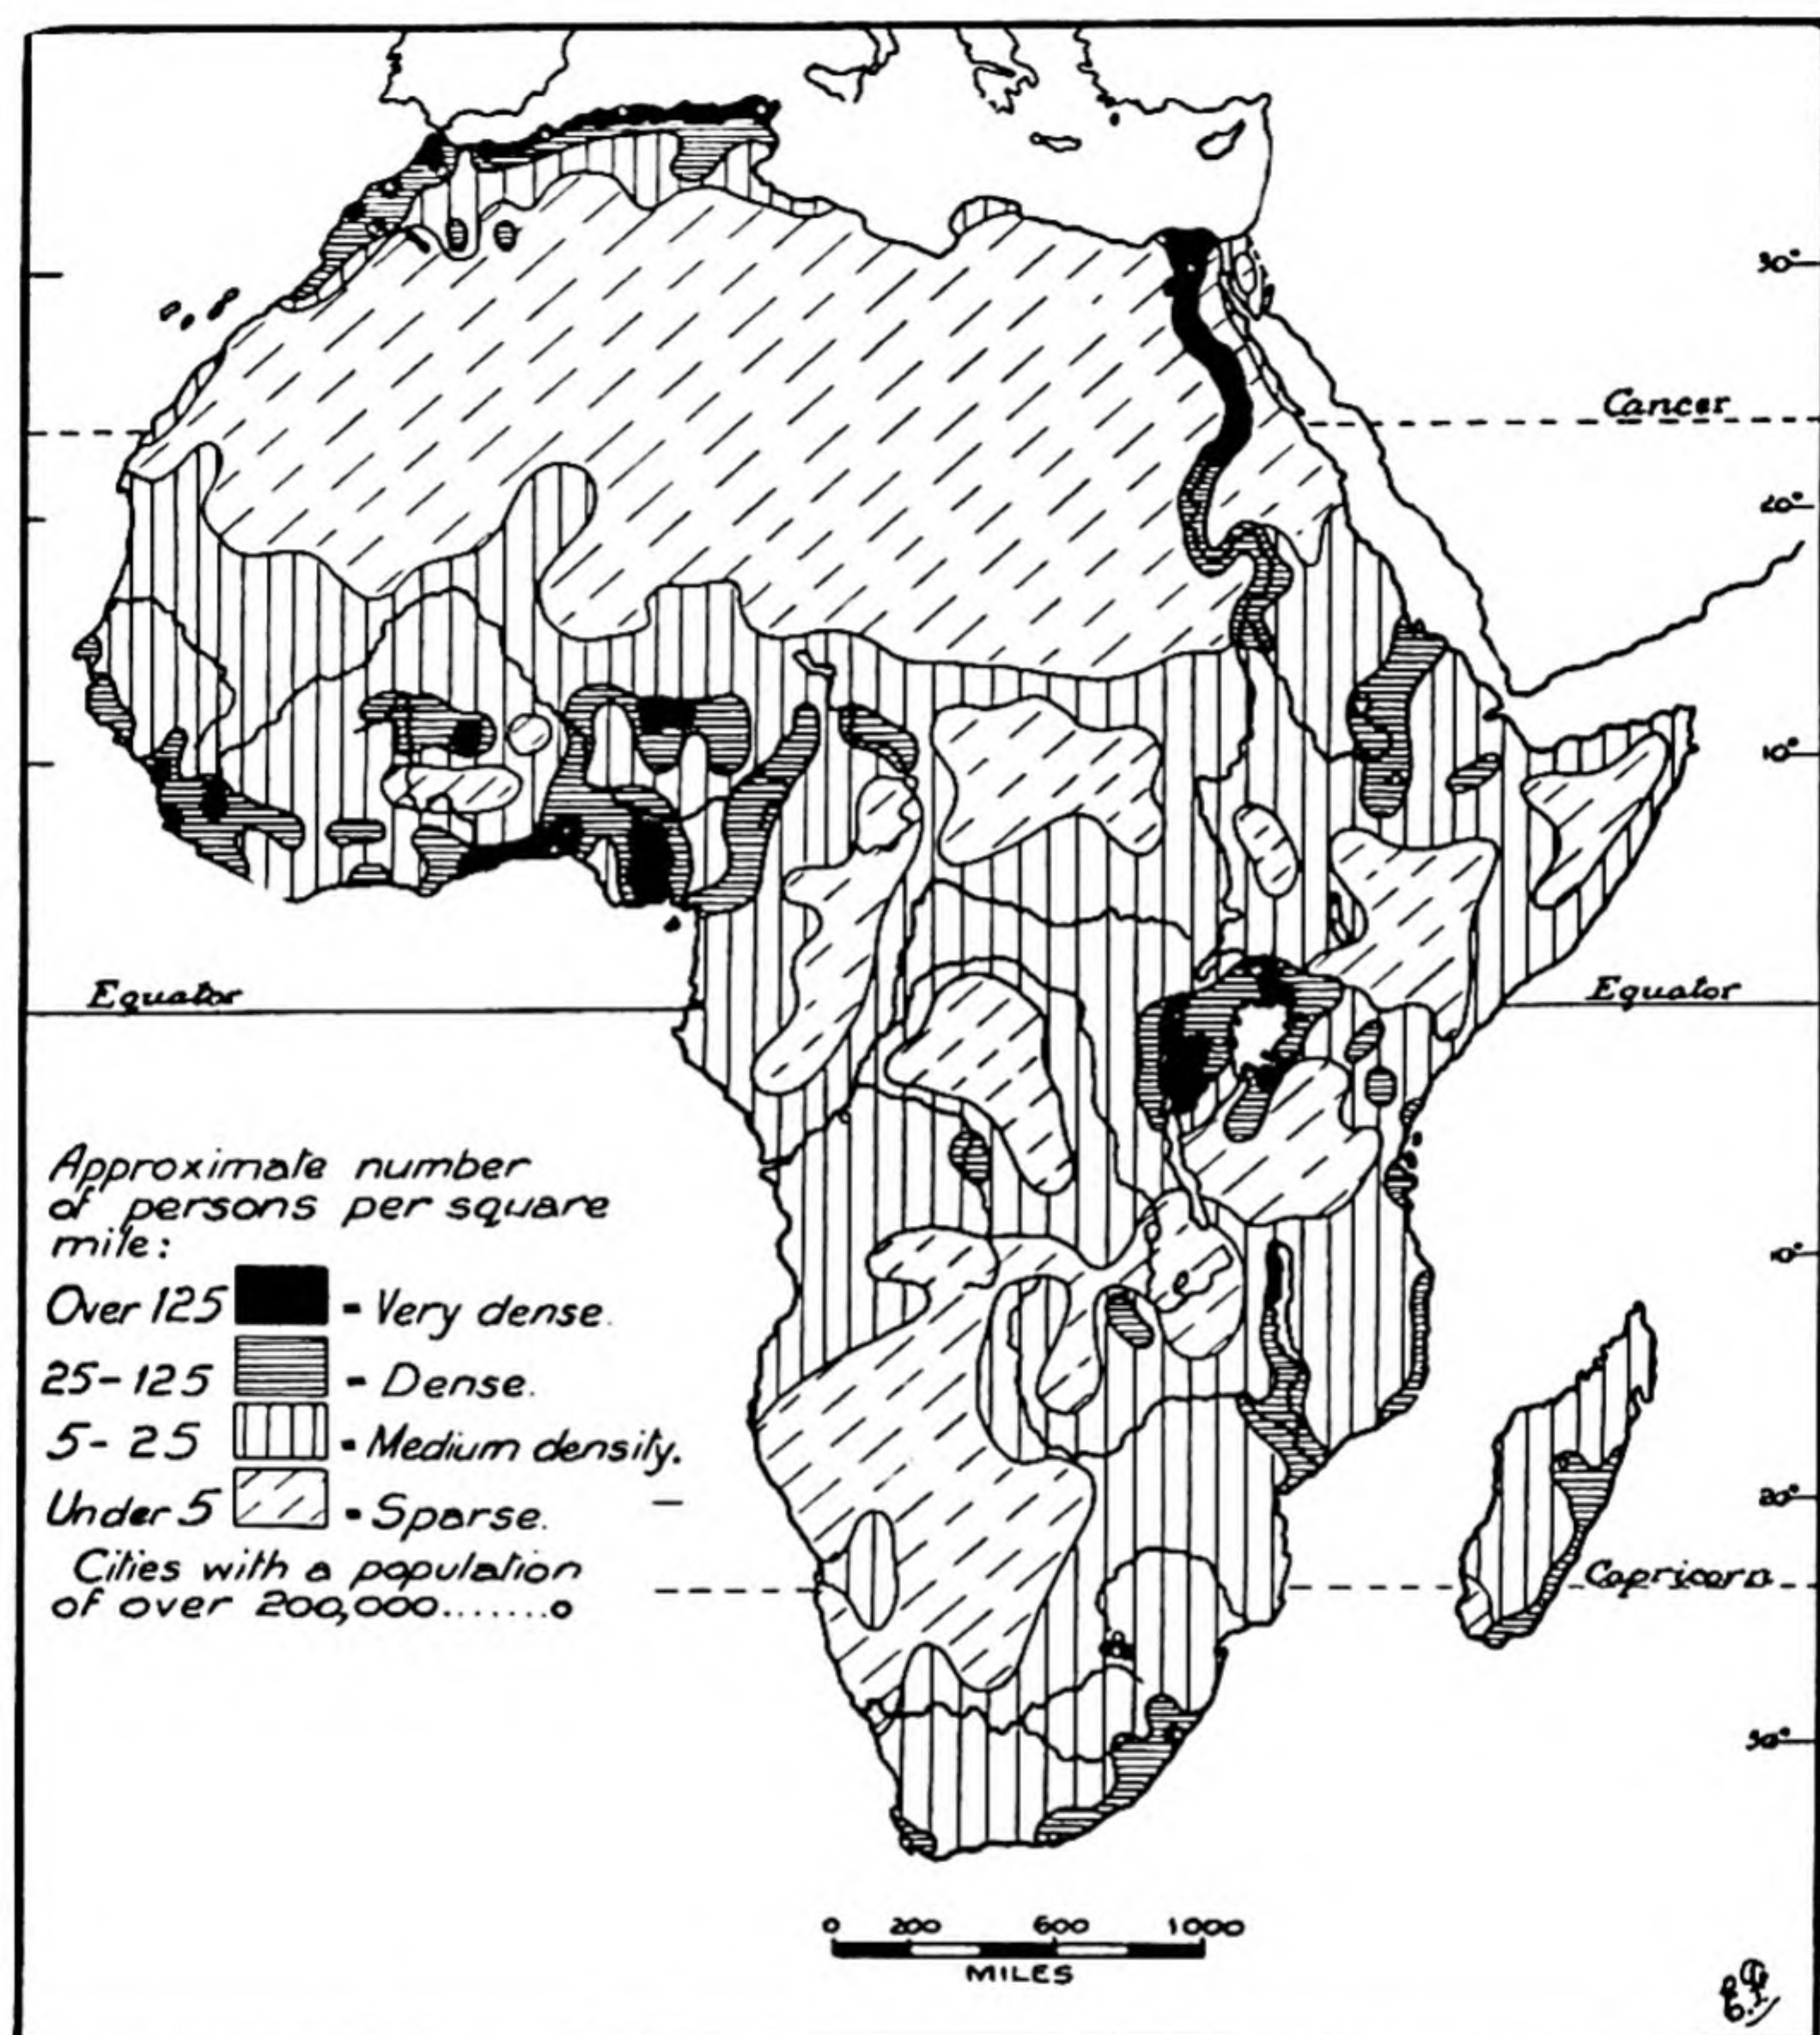 Cancer
30°
20°
10°
Equator
Equator
Approximate number
of persons per square
mile:
Over 125 = Very dense.
25-125 = Dense.
5-25 = Medium density.
Under 5 = Sparse.
Cities with a population
of over 200,000.......o
10°
20°
Capricorn
30°
0 200 600 1000
MILES